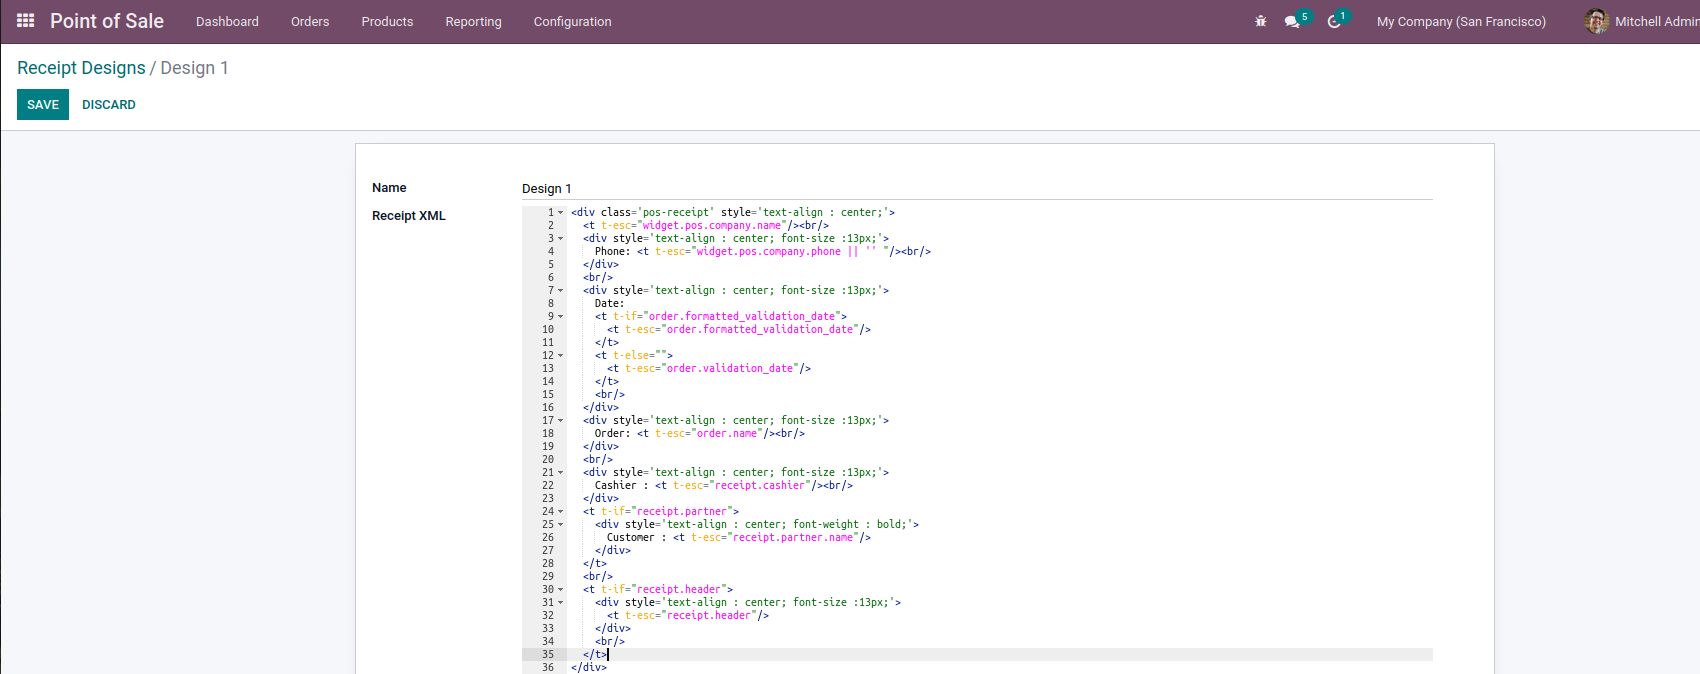 Point of Sale Dashboard Orders Products Reporting Configuration 5 1 My Company (San Francisco) Mitchell Admin
Receipt Designs / Design 1
SAVE DISCARD
Name Design 1
Receipt XML
1 <div class='pos-receipt' style='text-align : center;'>
2 <t t-esc="widget.pos.company.name"/><br/>
3 <div style='text-align : center; font-size :13px;'>
4 Phone: <t t-esc="widget.pos.company.phone || '' "/><br/>
5 </div>
6 <br/>
7 <div style='text-align : center; font-size :13px;'>
8 Date:
9 <t t-if="order.formatted_validation_date">
10 <t t-esc="order.formatted_validation_date"/>
11 </t>
12 <t t-else="">
13 <t t-esc="order.validation_date"/>
14 </t>
15 <br/>
16 </div>
17 <div style='text-align : center; font-size :13px;'>
18 Order: <t t-esc="order.name"/><br/>
19 </div>
20 <br/>
21 <div style='text-align : center; font-size :13px;'>
22 Cashier : <t t-esc="receipt.cashier"/><br/>
23 </div>
24 <t t-if="receipt.partner">
25 <div style='text-align : center; font-weight : bold;'>
26 Customer : <t t-esc="receipt.partner.name"/>
27 </div>
28 </t>
29 <br/>
30 <t t-if="receipt.header">
31 <div style='text-align : center; font-size :13px;'>
32 <t t-esc="receipt.header"/>
33 </div>
34 <br/>
35 </t>
36 </div>